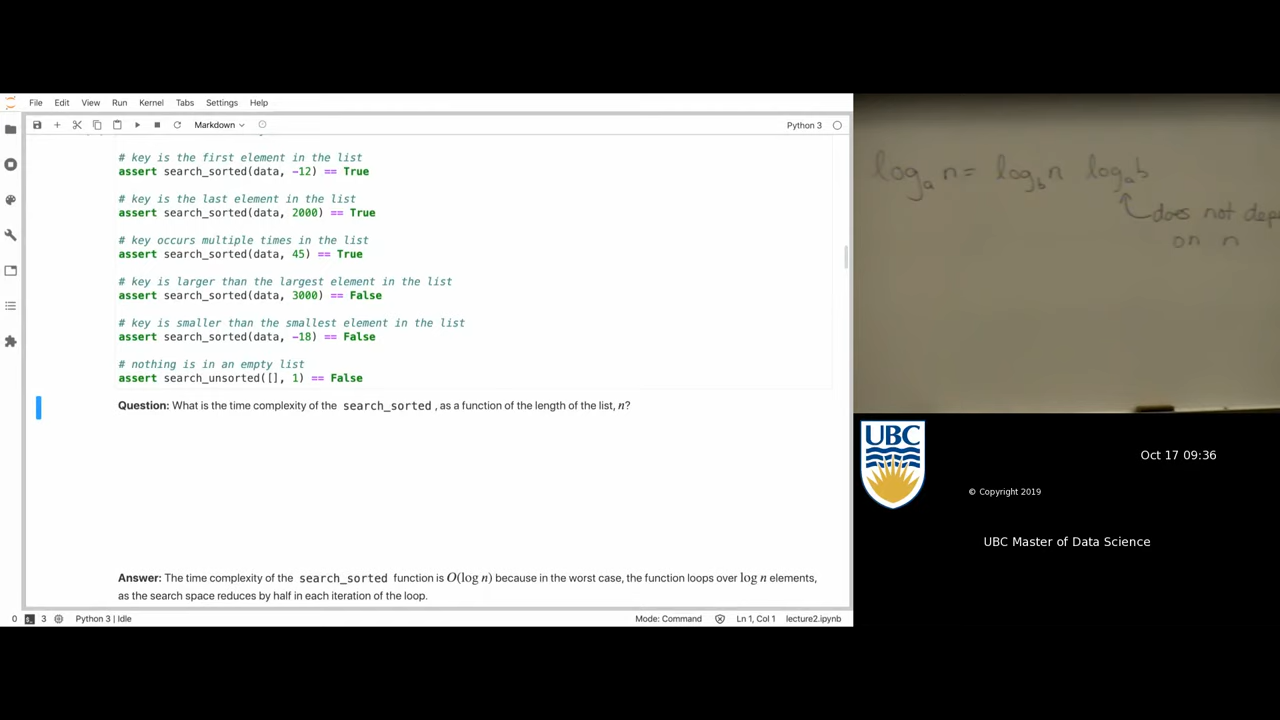 File Edit View Run Kernel Tabs Settings Help
Markdown
Python 3
# key is the first element in the list
assert search_sorted(data, -12) == True
# key is the last element in the list
assert search_sorted(data, 2000) == True
# key occurs multiple times in the list
assert search_sorted(data, 45) == True
# key is larger than the largest element in the list
assert search_sorted(data, 3000) == False
# key is smaller than the smallest element in the list
assert search_sorted(data, -18) == False
# nothing is in an empty list
assert search_unsorted([], 1) == False
Question: What is the time complexity of the search_sorted , as a function of the length of the list, n?
Answer: The time complexity of the search_sorted function is O(log n) because in the worst case, the function loops over log n elements,
as the search space reduces by half in each iteration of the loop.
0 3 Python 3 | Idle
Mode: Command Ln 1, Col 1 lecture2.ipynb
logₐ n = log_b n logₐ b
does not dep
on n
UBC
Oct 17 09:36
© Copyright 2019
UBC Master of Data Science